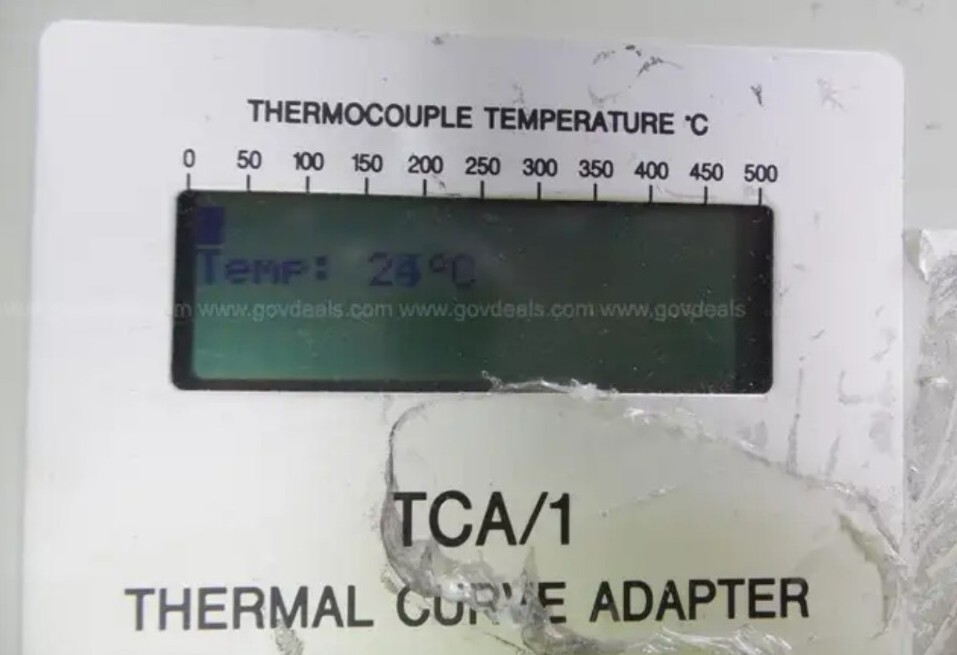 THERMOCOUPLE TEMPERATURE °C
0 50 100 150 200 250 300 350 400 450 500
Temp: 24°C
www.govdeals.com www.govdeals.com www.govdeals
TCA/1
THERMAL CURVE ADAPTER